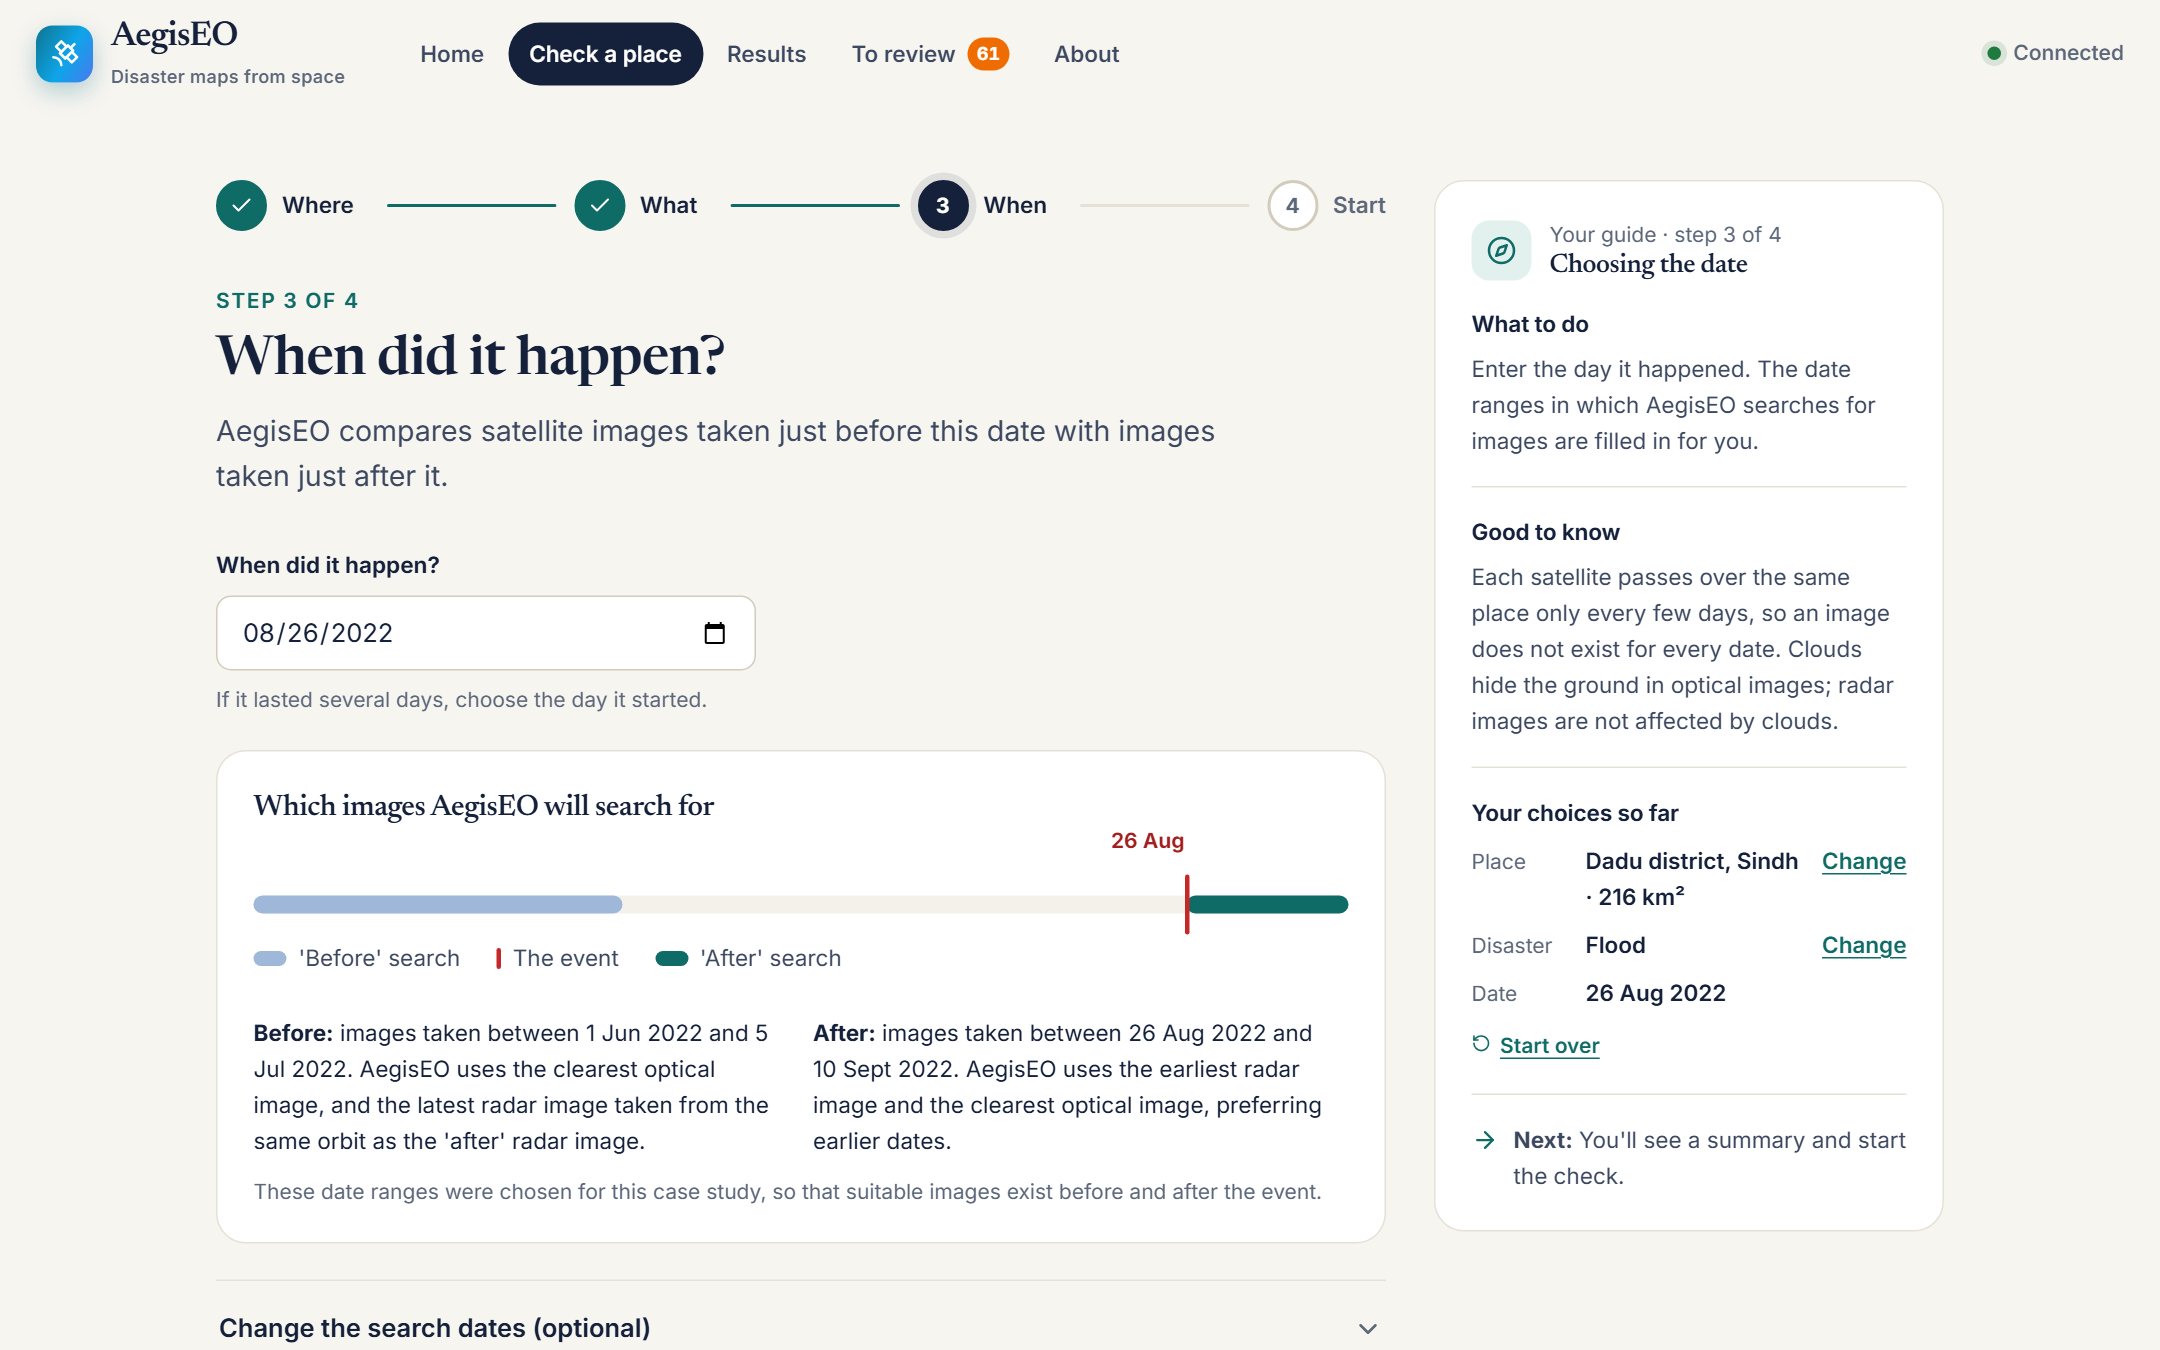 AegisEO
Disaster maps from space
Home
Check a place
Results
To review 61
About
Connected
Where
What
3 When
4 Start
STEP 3 OF 4
When did it happen?
AegisEO compares satellite images taken just before this date with images
taken just after it.
When did it happen?
08/26/2022
If it lasted several days, choose the day it started.
Which images AegisEO will search for
26 Aug
'Before' search
The event
'After' search
Before: images taken between 1 Jun 2022 and 5
Jul 2022. AegisEO uses the clearest optical
image, and the latest radar image taken from the
same orbit as the 'after' radar image.
After: images taken between 26 Aug 2022 and
10 Sept 2022. AegisEO uses the earliest radar
image and the clearest optical image, preferring
earlier dates.
These date ranges were chosen for this case study, so that suitable images exist before and after the event.
Change the search dates (optional)
Your guide · step 3 of 4
Choosing the date
What to do
Enter the day it happened. The date
ranges in which AegisEO searches for
images are filled in for you.
Good to know
Each satellite passes over the same
place only every few days, so an image
does not exist for every date. Clouds
hide the ground in optical images; radar
images are not affected by clouds.
Your choices so far
Place Dadu district, Sindh Change
· 216 km²
Disaster Flood Change
Date 26 Aug 2022
Start over
Next: You'll see a summary and start
the check.